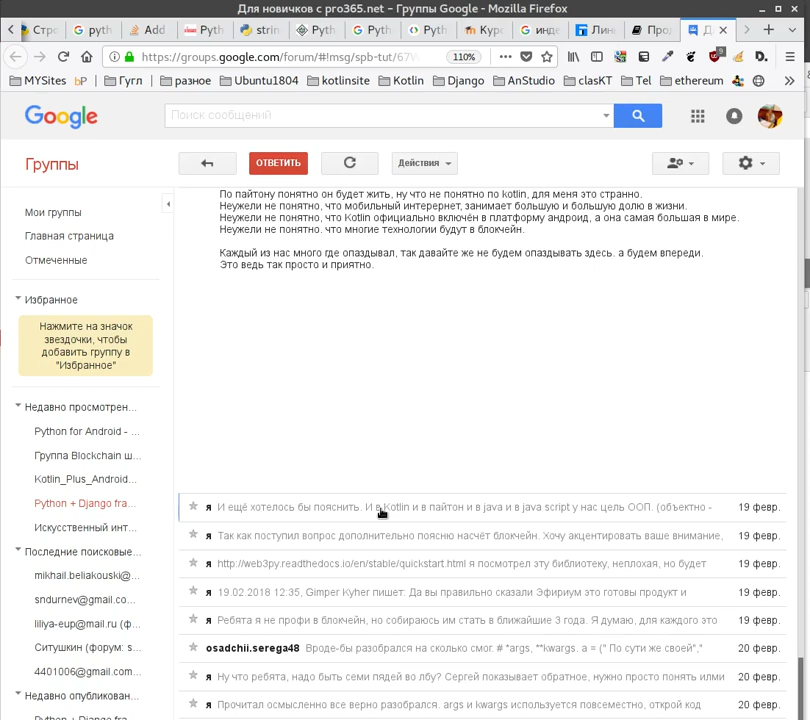 Для новичков с pro365.net – Группы Google - Mozilla Firefox
Стре
pyth
Add
Pyth
strin
Pyth
Pyth
Pyth
Кур
инде
Лин
Про
Д
https://groups.google.com/forum/#!msg/spb-tut/67V
110%
MYSites
Гугл
разное
Ubuntu1804
kotlinsite
Kotlin
Django
AnStudio
clasKT
Tel
ethereum
Google
Поиск сообщений
Группы
ОТВЕТИТЬ
Действия
Мои группы
Главная страница
Отмеченные
Избранное
Нажмите на значок
звездочки, чтобы
добавить группу в
"Избранное"
Недавно просмотрен...
Python for Android - ...
Группа Blockchain ш...
Kotlin_Plus_Android...
Python + Django fra...
Искусственный инт...
Последние поисковые...
mikhail.beliakouski@...
sndurnev@gmail.co...
liliya-eup@mail.ru (ф...
Ситушкин (форум: s...
4401006@gmail.com...
Недавно опубликован...
Python + Django fra...
По пайтону понятно он будет жить, ну что не понятно по kotlin, для меня это странно.
Неужели не понятно, что мобильный интерернет, занимает большую и большую долю в жизни.
Неужели не понятно, что Kotlin официально включён в платформу андроид, а она самая большая в мире.
Неужели не понятно. что многие технологии будут в блокчейн.
Каждый из нас много где опаздывал, так давайте же не будем опаздывать здесь. а будем впереди.
Это ведь так просто и приятно.
я И ещё хотелось бы пояснить. И в Kotlin и в пайтон и в java и в java script у нас цель ООП. (объектно - 19 февр.
я Так как поступил вопрос дополнительно поясню насчёт блокчейн. Хочу акцентировать ваше внимание, 19 февр.
я http://web3py.readthedocs.io/en/stable/quickstart.html я посмотрел эту библиотеку, неплохая, но будет 19 февр.
я 19.02.2018 12:35, Gimper Kyher пишет: Да вы правильно сказали Эфириум это готовы продукт и 19 февр.
я Ребята я не профи в блокчейн, но собираюсь им стать в ближайшие 3 года. Я думаю, для каждого это 19 февр.
osadchii.serega48 Вроде-бы разобрался на сколько смог. # *args, **kwargs. a = (" По сути же своей"," 20 февр.
я Ну что ребята, надо быть семи пядей во лбу? Сергей показывает обратное, нужно просто понять илми 20 февр.
я Прочитал осмысленно все верно разобрался. args и kwargs используется повсеместно, открой код 20 февр.